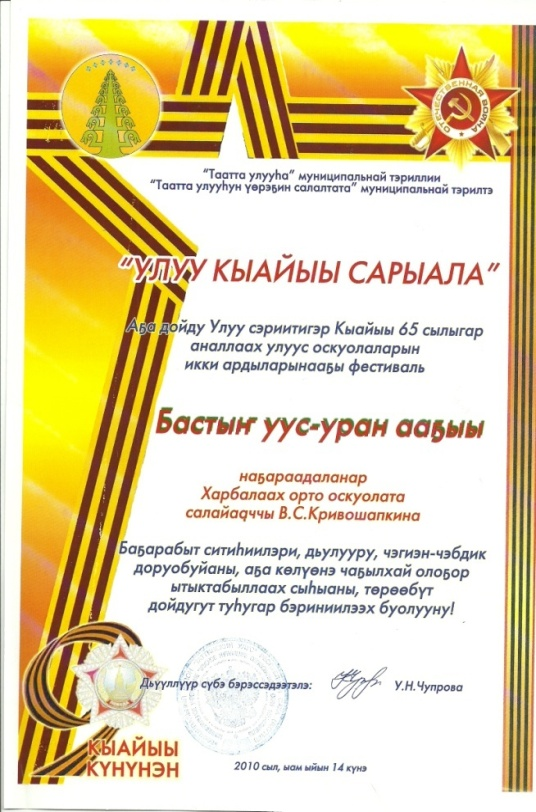 ОТЕЧЕСТВЕННАЯ ВОЙНА
"Таатта улууһа" муниципальнай тэриллии
"Таатта улууһун үөрэҕин салалтата" муниципальнай тэрилтэ
"УЛУУ КЫАЙЫЫ САРЫАЛА"
Аҕа дойду Улуу сэриитигэр Кыайыы 65 сылыгар
аналлаах улуус оскуолаларын
икки ардыларынааҕы фестиваль
Бастыҥ уус-уран ааҕыы
наҕараадаланар
Харбалаах орто оскуолата
салайааччы В.С.Кривошапкина
Баҕарабыт ситиһиилэри, дьулууру, чэгиэн-чэбдик
доруобуйаны, аҕа көлүөнэ чаҕылхай олоҕор
ытыктабыллаах сыһыаны, төрөөбүт
дойдугут туһугар бэриниилээх буолууну!
Дьүүллүүр сүбэ бэрэссэдээтэлэ:
У.Н.Чупрова
КЫАЙЫЫ
КҮНҮНЭН
2010 сыл, ыам ыйын 14 күнэ